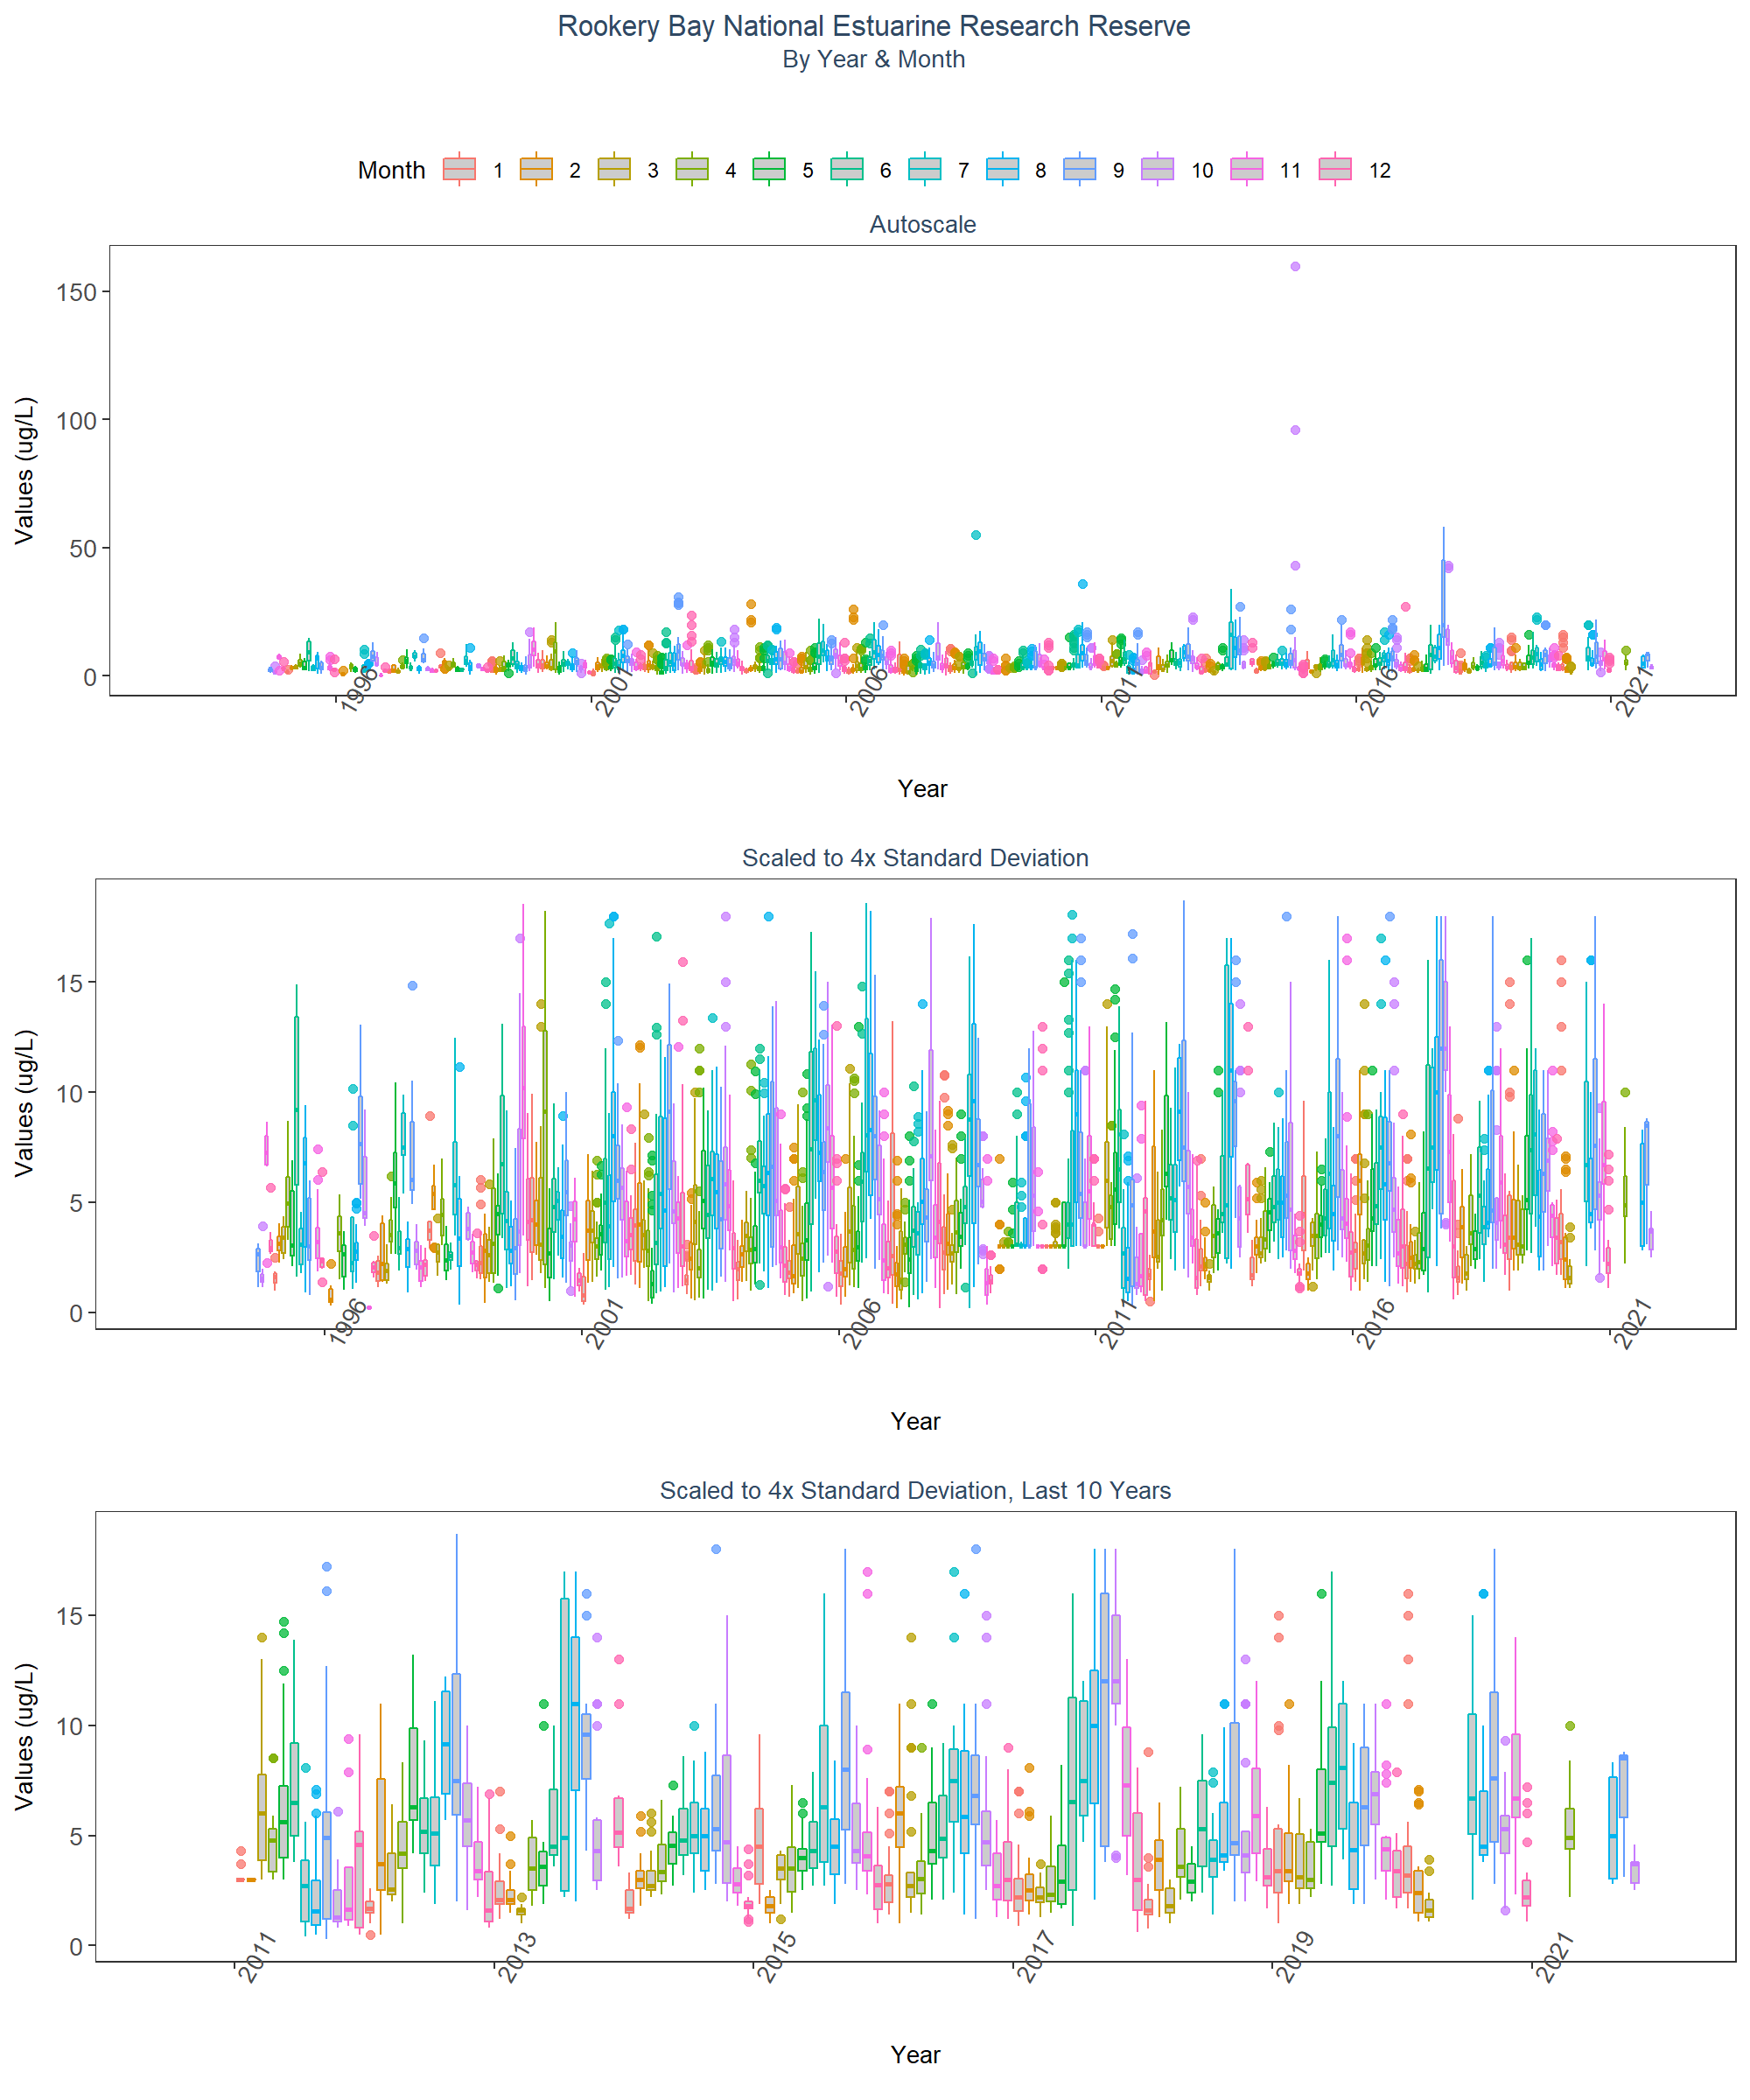 Rookery Bay National Estuarine Research Reserve
By Year & Month
Month 1 2 3 4 5 6 7 8 9 10 11 12
Autoscale
Values (ug/L)
150
100
50
0
1996 2001 2006 2011 2016 2021
Year
Scaled to 4x Standard Deviation
Values (ug/L)
15
10
5
0
1996 2001 2006 2011 2016 2021
Year
Scaled to 4x Standard Deviation, Last 10 Years
Values (ug/L)
15
10
5
0
2011 2013 2015 2017 2019 2021
Year